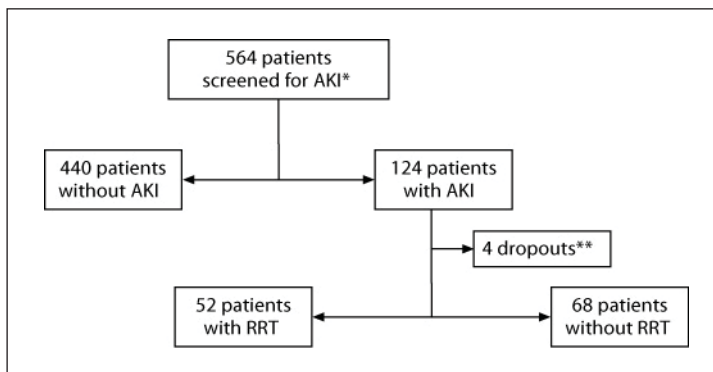 564 patients
screened for AKI*
440 patients
without AKI
124 patients
with AKI
4 dropouts**
52 patients
with RRT
68 patients
without RRT